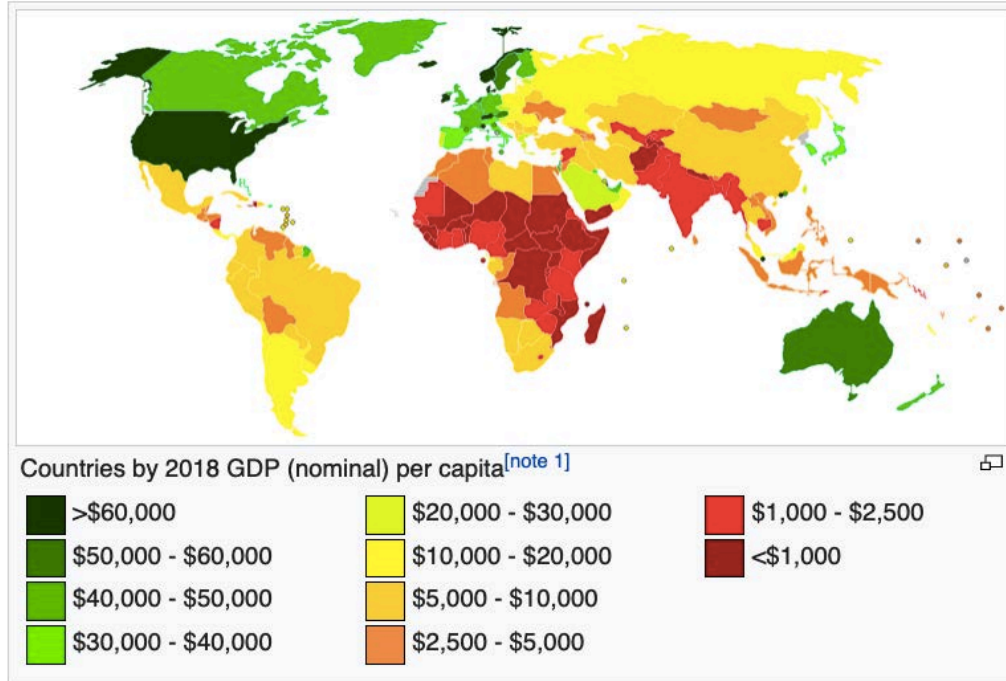 Countries by 2018 GDP (nominal) per capita[note 1]
>$60,000
$50,000 - $60,000
$40,000 - $50,000
$30,000 - $40,000
$20,000 - $30,000
$10,000 - $20,000
$5,000 - $10,000
$2,500 - $5,000
$1,000 - $2,500
<$1,000